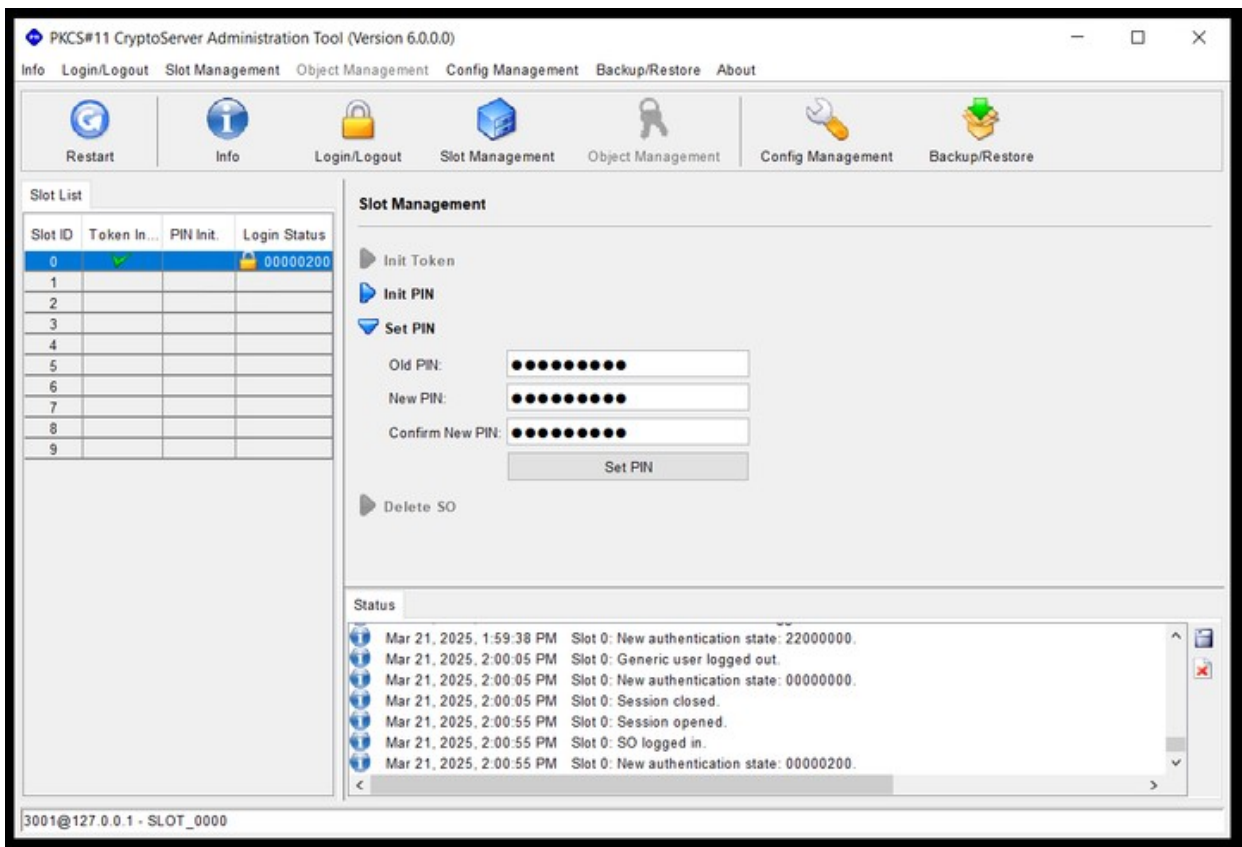 PKCS#11 CryptoServer Administration Tool (Version 6.0.0.0)
Info Login/Logout Slot Management Object Management Config Management Backup/Restore About
Restart Info Login/Logout Slot Management Object Management Config Management Backup/Restore
Slot List
Slot ID Token In... PIN Init. Login Status
0 00000200
1
2
3
4
5
6
7
8
9
Slot Management
Init Token
Init PIN
Set PIN
Old PIN: ●●●●●●●●●
New PIN: ●●●●●●●●●
Confirm New PIN: ●●●●●●●●●
Set PIN
Delete SO
Status
Mar 21, 2025, 1:59:38 PM Slot 0: New authentication state: 22000000.
Mar 21, 2025, 2:00:05 PM Slot 0: Generic user logged out.
Mar 21, 2025, 2:00:05 PM Slot 0: New authentication state: 00000000.
Mar 21, 2025, 2:00:05 PM Slot 0: Session closed.
Mar 21, 2025, 2:00:55 PM Slot 0: Session opened.
Mar 21, 2025, 2:00:55 PM Slot 0: SO logged in.
Mar 21, 2025, 2:00:55 PM Slot 0: New authentication state: 00000200.
3001@127.0.0.1 - SLOT_0000